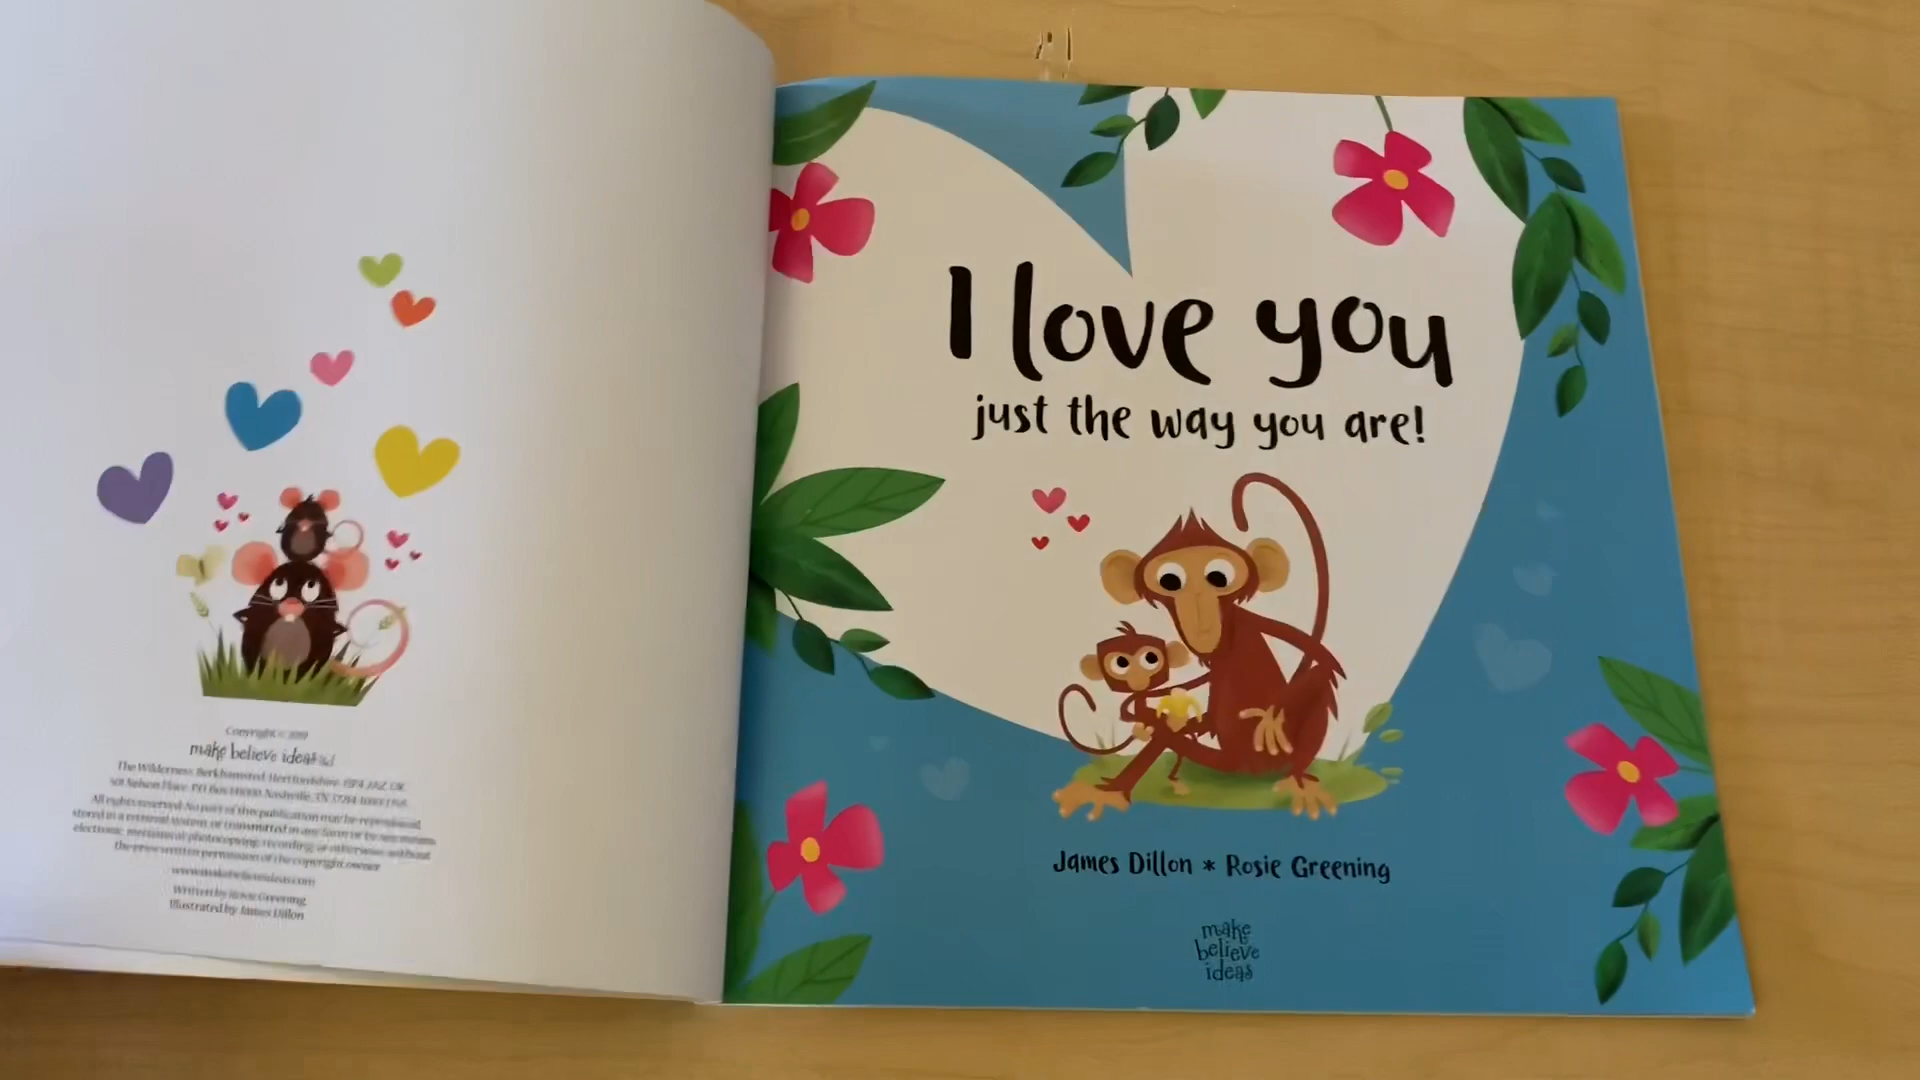 Copyright © 2019
make believe ideas ltd
The Wilderness, Berkhamsted, Hertfordshire, HP4 2AZ, UK.
501 Nelson Place, P.O. Box 141000, Nashville, TN 37214-1000, USA.
All rights reserved. No part of this publication may be reproduced,
stored in a retrieval system, or transmitted in any form or by any means,
electronic, mechanical, photocopying, recording, or otherwise, without
the prior written permission of the copyright owner.
www.makebelieveideas.com
Written by Rosie Greening.
Illustrated by James Dillon.
I love you
just the way you are!
James Dillon * Rosie Greening
make
believe
ideas